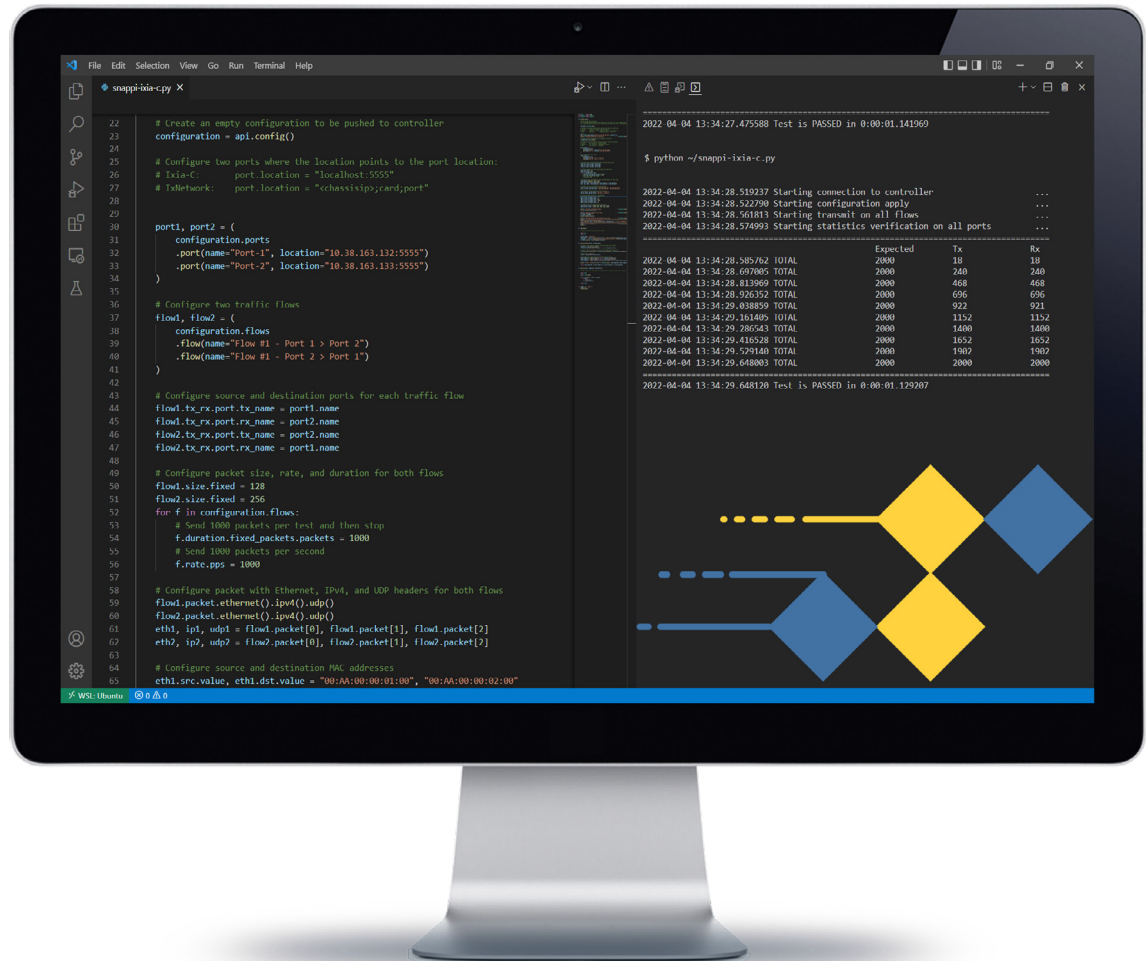 File Edit Selection View Go Run Terminal Help
snappi-ixia-c.py
22 # Create an empty configuration to be pushed to controller
23 configuration = api.config()
24
25 # Configure two ports where the location points to the port location:
26 # Ixia-C: port.location = "localhost:5555"
27 # IxNetwork: port.location = "<chassisip>;card;port"
28
29
30 port1, port2 = (
31 configuration.ports
32 .port(name="Port-1", location="10.38.163.132:5555")
33 .port(name="Port-2", location="10.38.163.133:5555")
34 )
35
36 # Configure two traffic flows
37 flow1, flow2 = (
38 configuration.flows
39 .flow(name="Flow #1 - Port 1 > Port 2")
40 .flow(name="Flow #1 - Port 2 > Port 1")
41 )
42
43 # Configure source and destination ports for each traffic flow
44 flow1.tx_rx.port.tx_name = port1.name
45 flow1.tx_rx.port.rx_name = port2.name
46 flow2.tx_rx.port.tx_name = port2.name
47 flow2.tx_rx.port.rx_name = port1.name
48
49 # Configure packet size, rate, and duration for both flows
50 flow1.size.fixed = 128
51 flow2.size.fixed = 256
52 for f in configuration.flows:
53 # Send 1000 packets per test and then stop
54 f.duration.fixed_packets.packets = 1000
55 # Send 1000 packets per second
56 f.rate.pps = 1000
57
58 # Configure packet with Ethernet, IPv4, and UDP headers for both flows
59 flow1.packet.ethernet().ipv4().udp()
60 flow2.packet.ethernet().ipv4().udp()
61 eth1, ip1, udp1 = flow1.packet[0], flow1.packet[1], flow1.packet[2]
62 eth2, ip2, udp2 = flow2.packet[0], flow2.packet[1], flow2.packet[2]
63
64 # Configure source and destination MAC addresses
65 eth1.src.value, eth1.dst.value = "00:AA:00:00:01:00", "00:AA:00:00:02:00"
2022-04-04 13:34:27.475588 Test is PASSED in 0:00:01.141969
$ python ~/snappi-ixia-c.py
2022-04-04 13:34:28.519237 Starting connection to controller ...
2022-04-04 13:34:28.522790 Starting configuration apply ...
2022-04-04 13:34:28.561813 Starting transmit on all flows ...
2022-04-04 13:34:28.574993 Starting statistics verification on all ports ...
Expected Tx Rx
2022-04-04 13:34:28.585762 TOTAL 2000 18 18
2022-04-04 13:34:28.697005 TOTAL 2000 240 240
2022-04-04 13:34:28.813969 TOTAL 2000 468 468
2022-04-04 13:34:28.926352 TOTAL 2000 696 696
2022-04-04 13:34:29.038859 TOTAL 2000 922 921
2022-04-04 13:34:29.161405 TOTAL 2000 1152 1152
2022-04-04 13:34:29.286543 TOTAL 2000 1400 1400
2022-04-04 13:34:29.416528 TOTAL 2000 1652 1652
2022-04-04 13:34:29.529140 TOTAL 2000 1902 1902
2022-04-04 13:34:29.648003 TOTAL 2000 2000 2000
2022-04-04 13:34:29.648120 Test is PASSED in 0:00:01.129207
WSL: Ubuntu 0 0